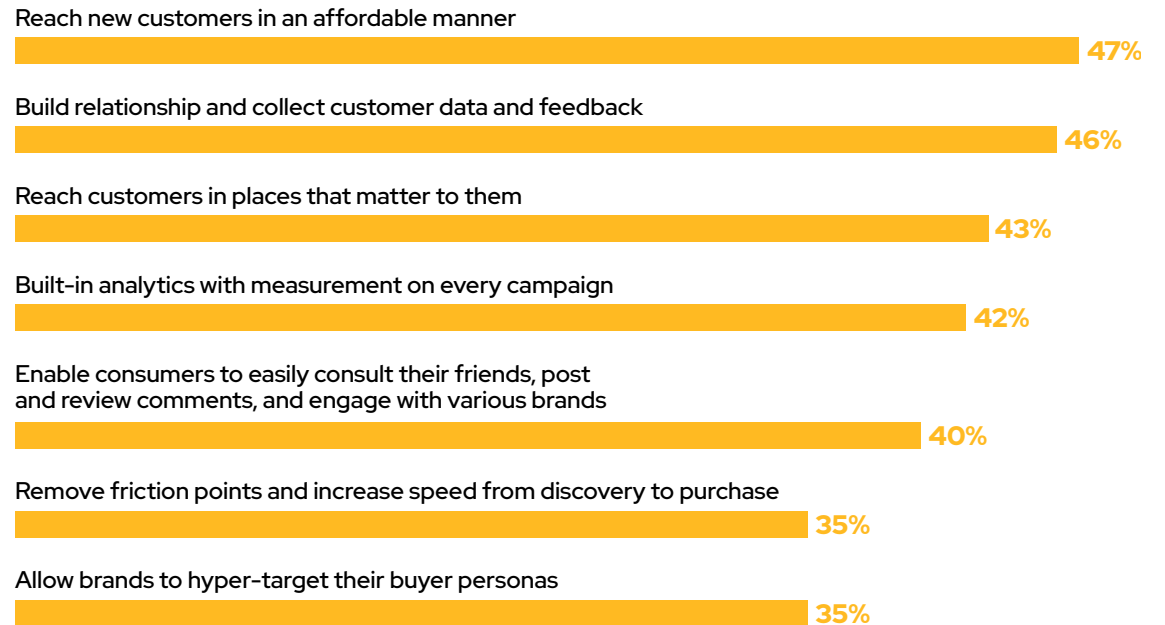 Reach new customers in an affordable manner
47%
Build relationship and collect customer data and feedback
46%
Reach customers in places that matter to them
43%
Built-in analytics with measurement on every campaign
42%
Enable consumers to easily consult their friends, post
and review comments, and engage with various brands
40%
Remove friction points and increase speed from discovery to purchase
35%
Allow brands to hyper-target their buyer personas
35%